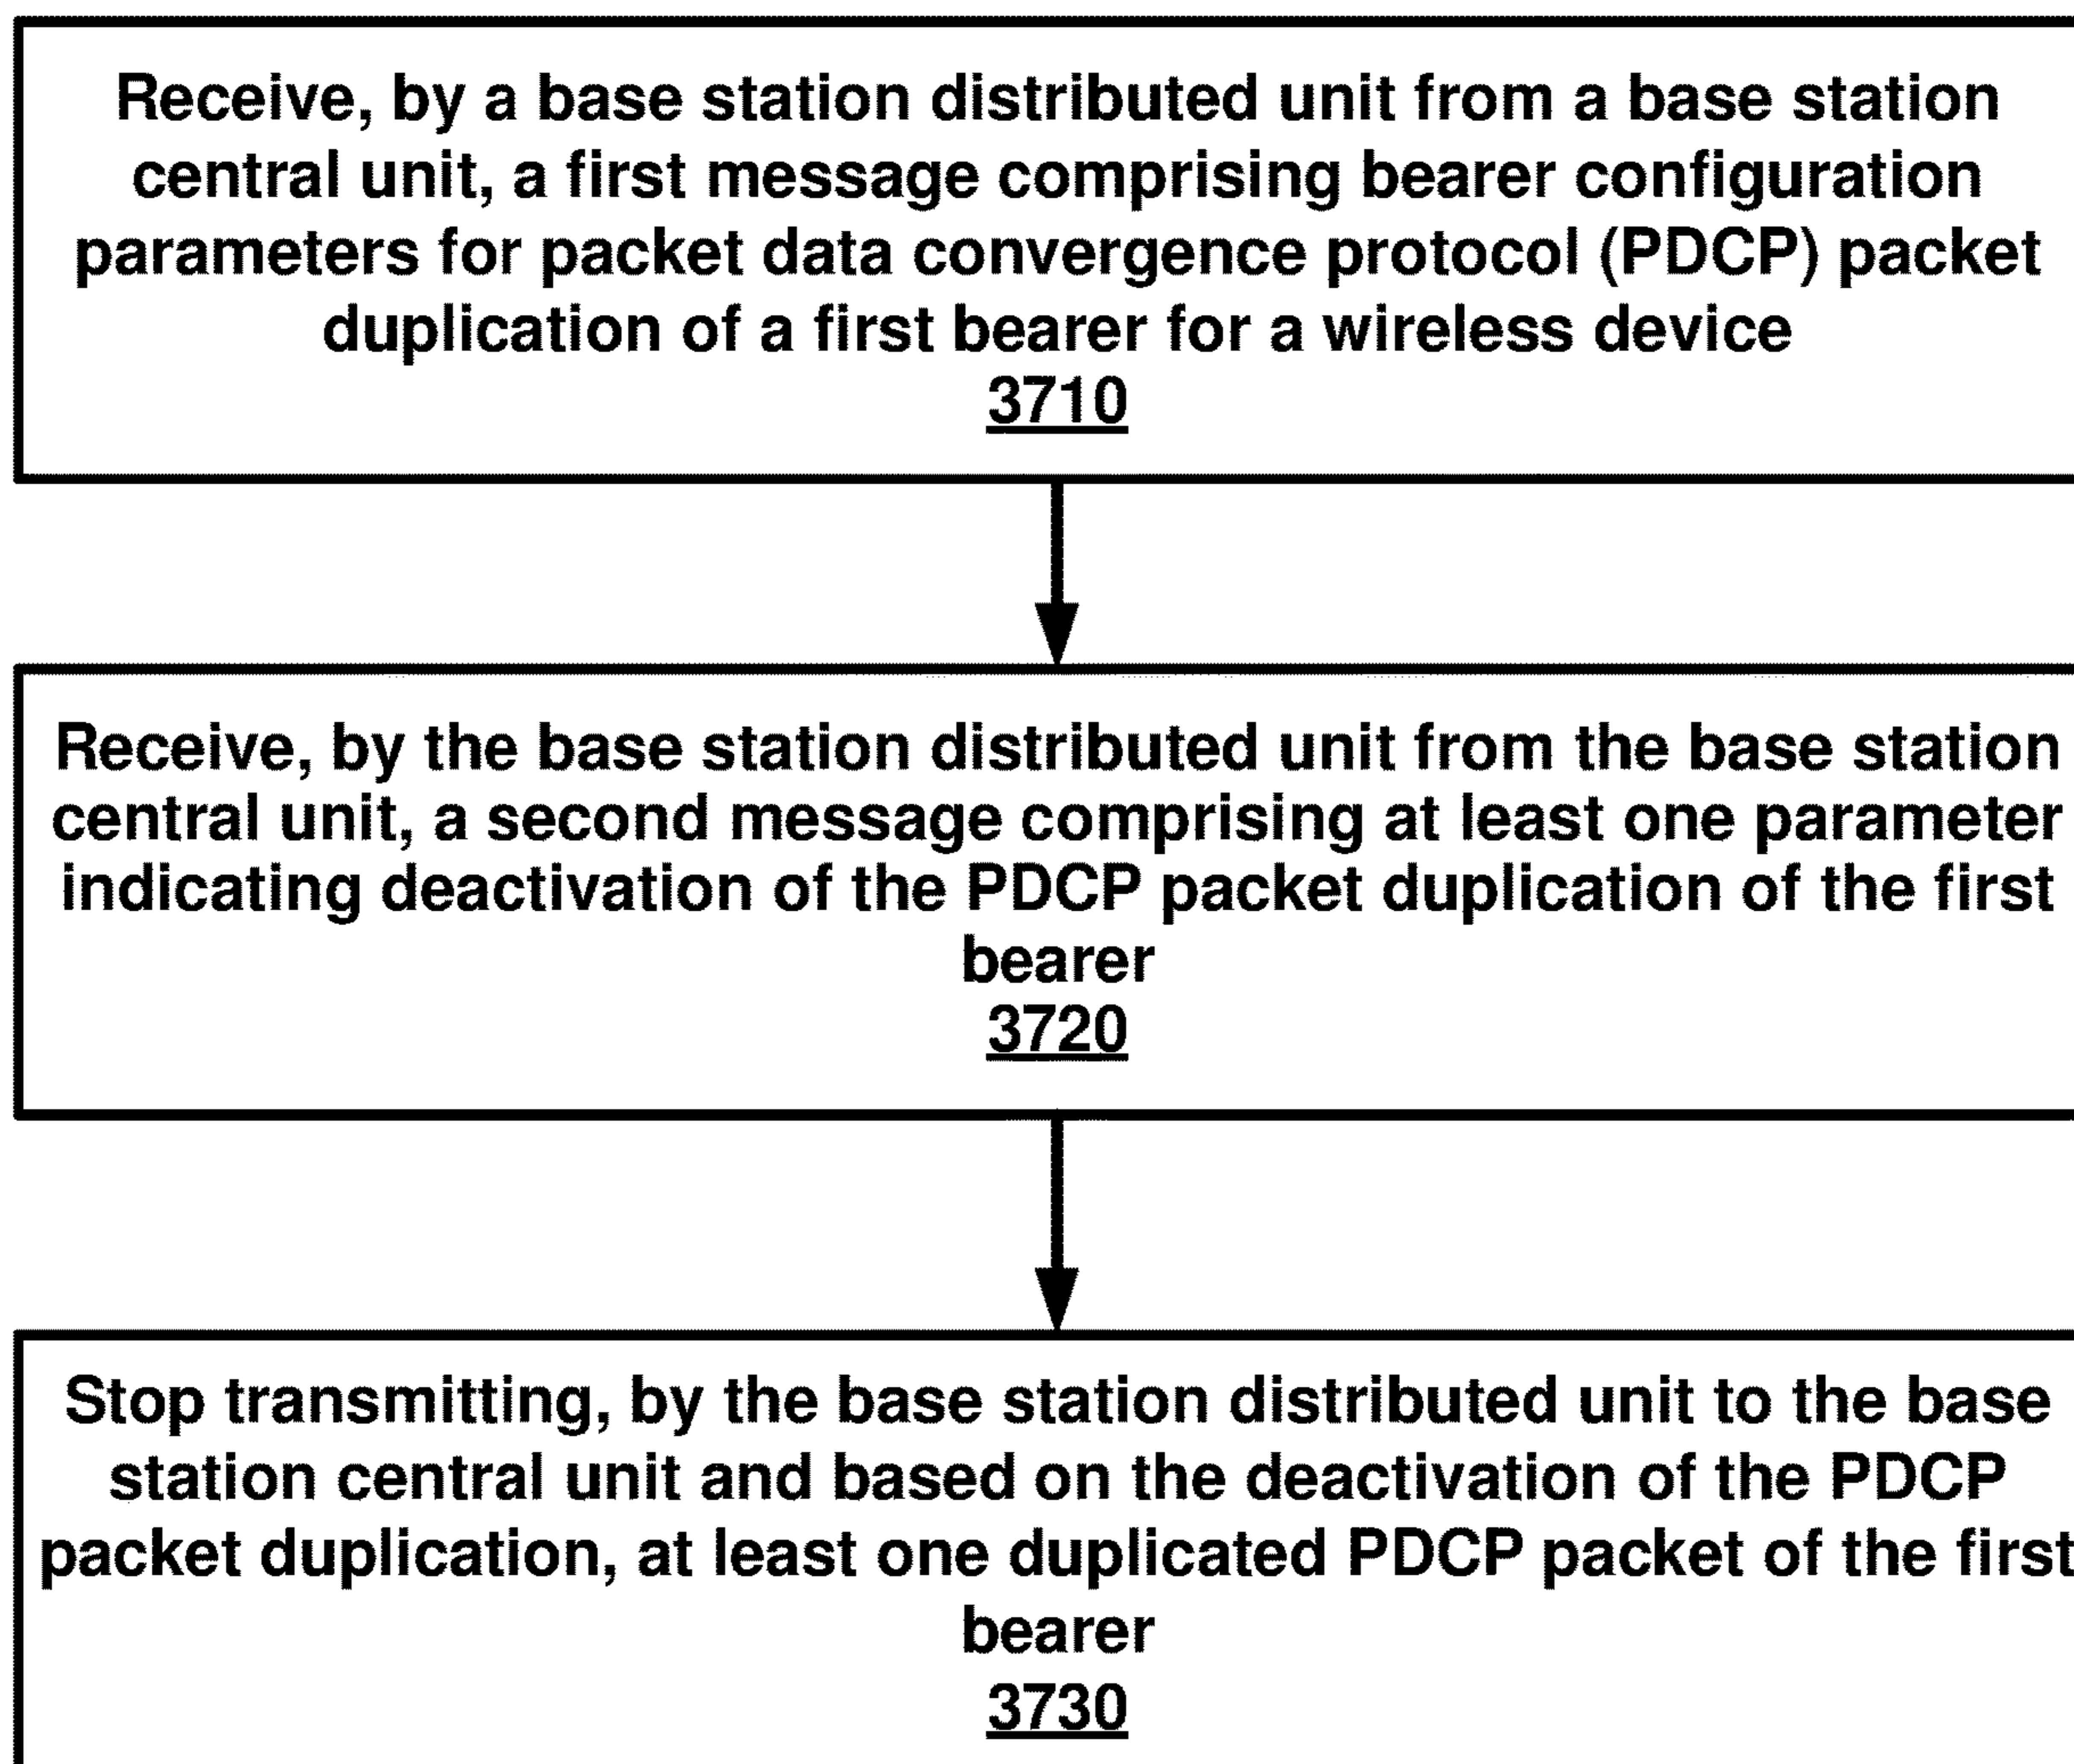 Receive, by a base station distributed unit from a base station
central unit, a first message comprising bearer configuration
parameters for packet data convergence protocol (PDCP) packet
duplication of a first bearer for a wireless device
3710
Receive, by the base station distributed unit from the base station
central unit, a second message comprising at least one parameter
indicating deactivation of the PDCP packet duplication of the first
bearer
3720
Stop transmitting, by the base station distributed unit to the base
station central unit and based on the deactivation of the PDCP
packet duplication, at least one duplicated PDCP packet of the first
bearer
3730